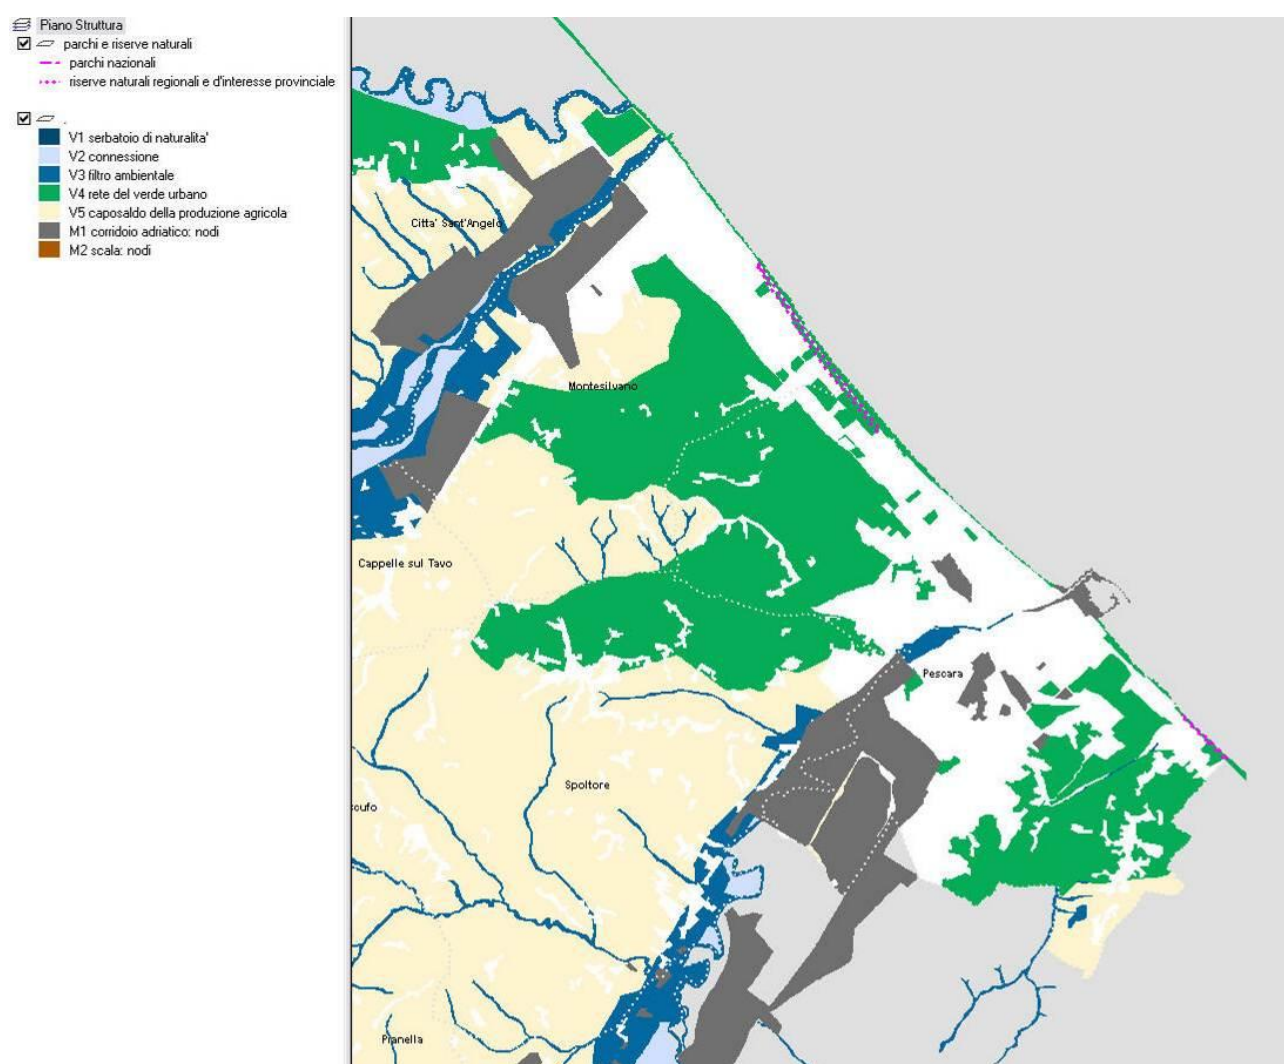 Piano Struttura
parchi e riserve naturali
parchi nazionali
riserve naturali regionali e d'interesse provinciale
.
V1 serbatoio di naturalita'
V2 connessione
V3 filtro ambientale
V4 rete del verde urbano
V5 caposaldo della produzione agricola
M1 corridoio adriatico: nodi
M2 scala: nodi
Citta' Sant'Angelo
Montesilvano
Cappelle sul Tavo
Pescara
Spoltore
oufo
Pianella